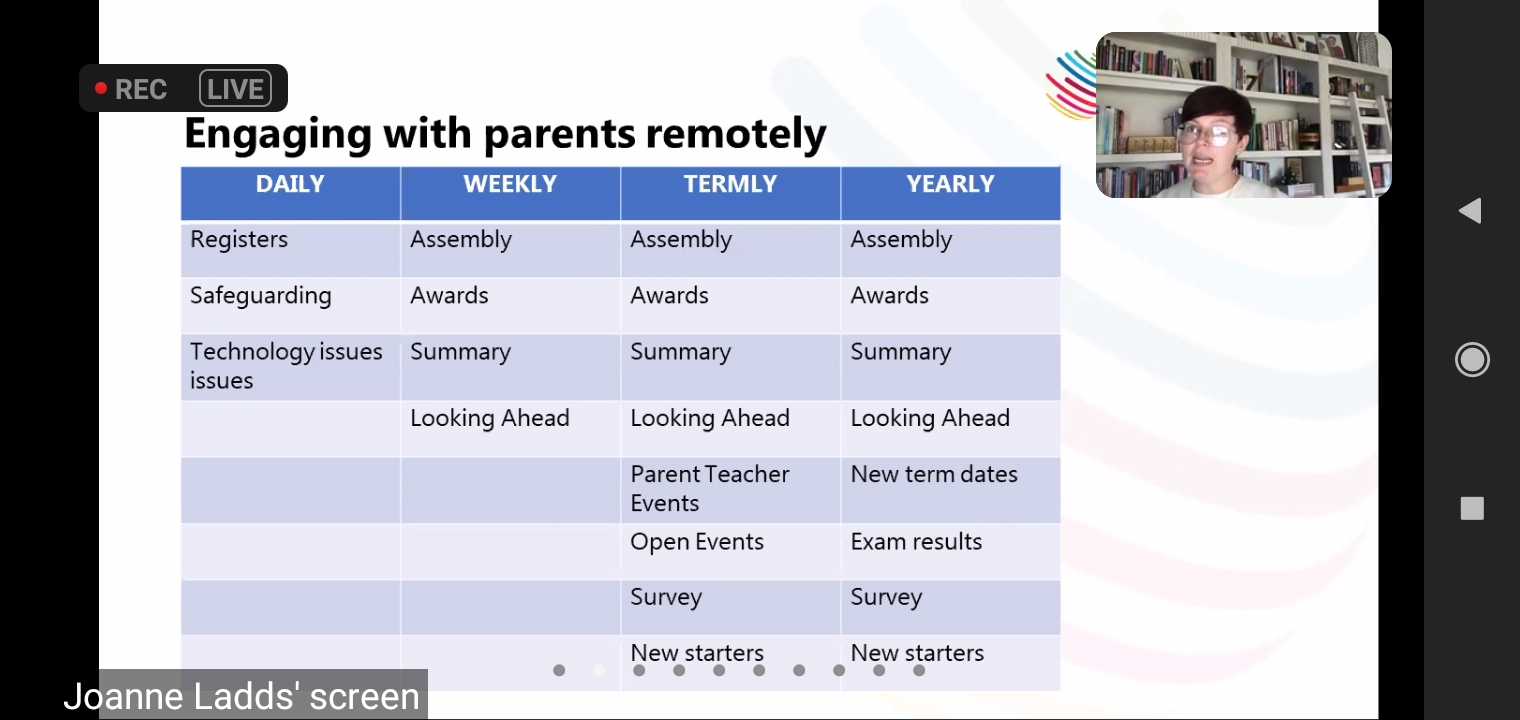 REC LIVE
Engaging with parents remotely
DAILY WEEKLY TERMLY YEARLY
Registers Assembly Assembly Assembly
Safeguarding Awards Awards Awards
Technology issues Summary Summary Summary
issues
Looking Ahead Looking Ahead Looking Ahead
Parent Teacher New term dates
Events
Open Events Exam results
Survey Survey
New starters New starters
Joanne Ladds' screen